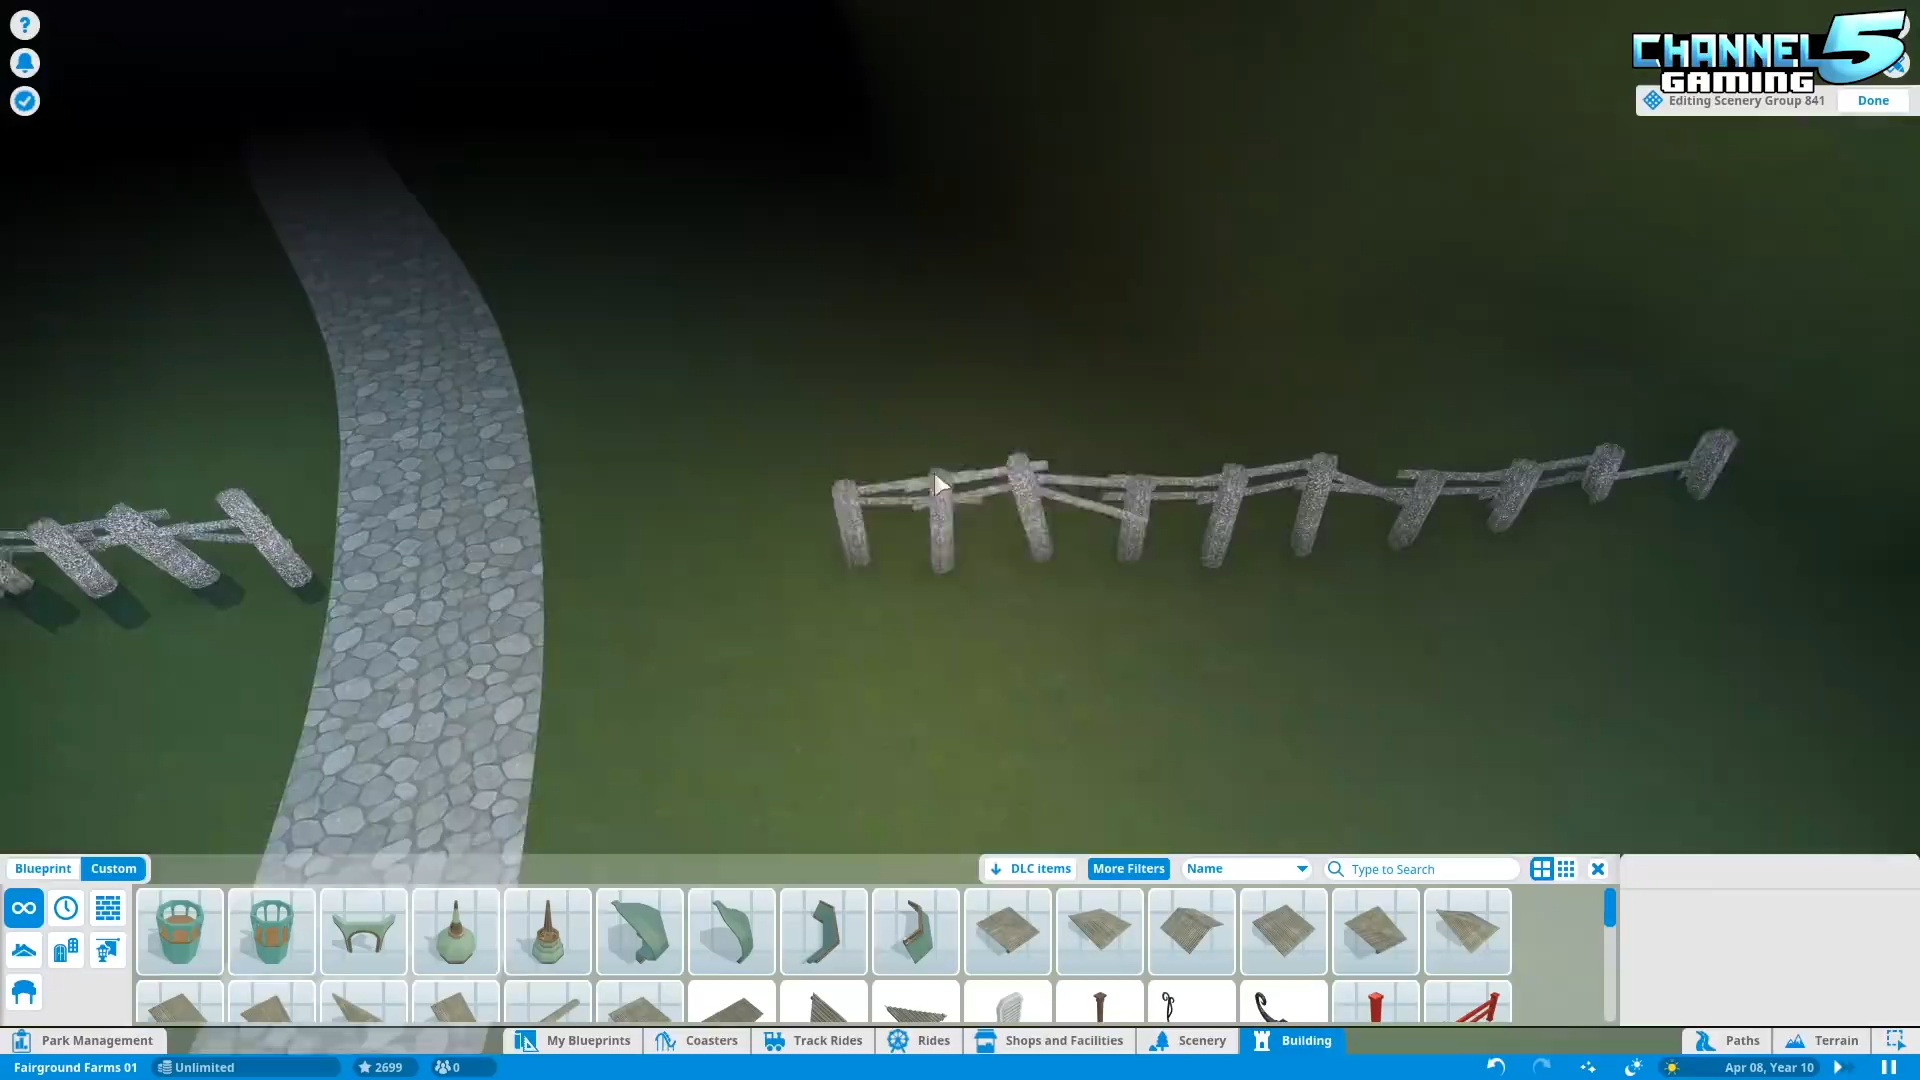 ?
CHANNEL 5
GAMING
Editing Scenery Group 841
Done
Blueprint
Custom
DLC items
More Filters
Name
Type to Search
Park Management
My Blueprints
Coasters
Track Rides
Rides
Shops and Facilities
Scenery
Building
Paths
Terrain
Fairground Farms 01
Unlimited
2699
0
Apr 08, Year 10